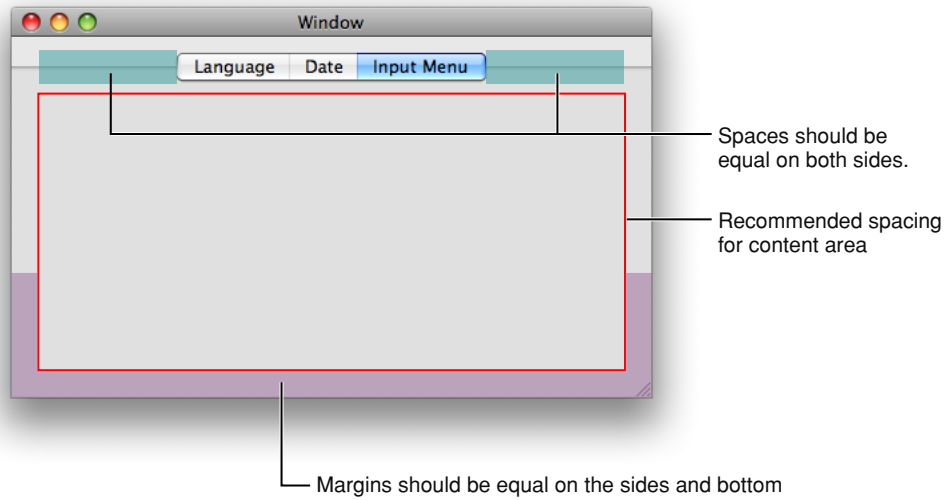 Window
Language Date Input Menu
Spaces should be
equal on both sides.
Recommended spacing
for content area
Margins should be equal on the sides and bottom